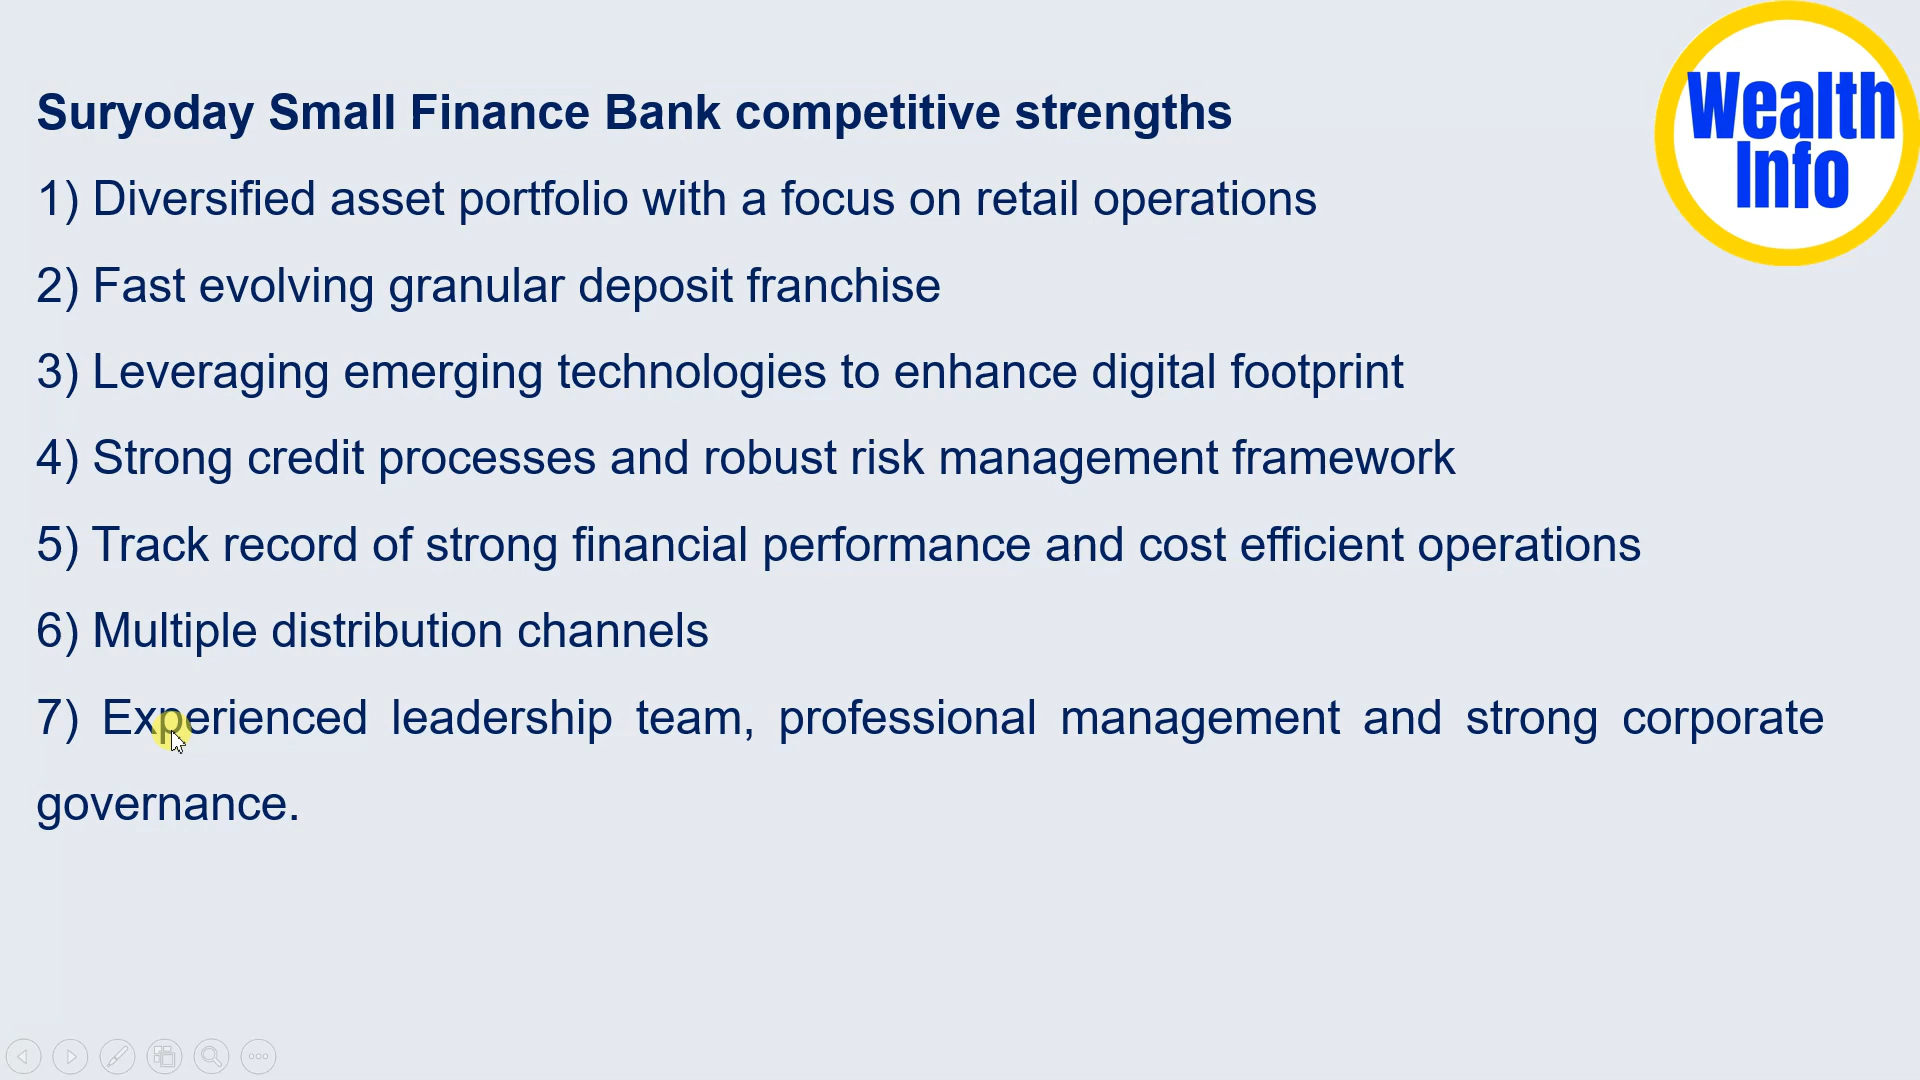 Suryoday Small Finance Bank competitive strengths
1) Diversified asset portfolio with a focus on retail operations
2) Fast evolving granular deposit franchise
3) Leveraging emerging technologies to enhance digital footprint
4) Strong credit processes and robust risk management framework
5) Track record of strong financial performance and cost efficient operations
6) Multiple distribution channels
7) Experienced leadership team, professional management and strong corporate
governance.
Wealth
Info